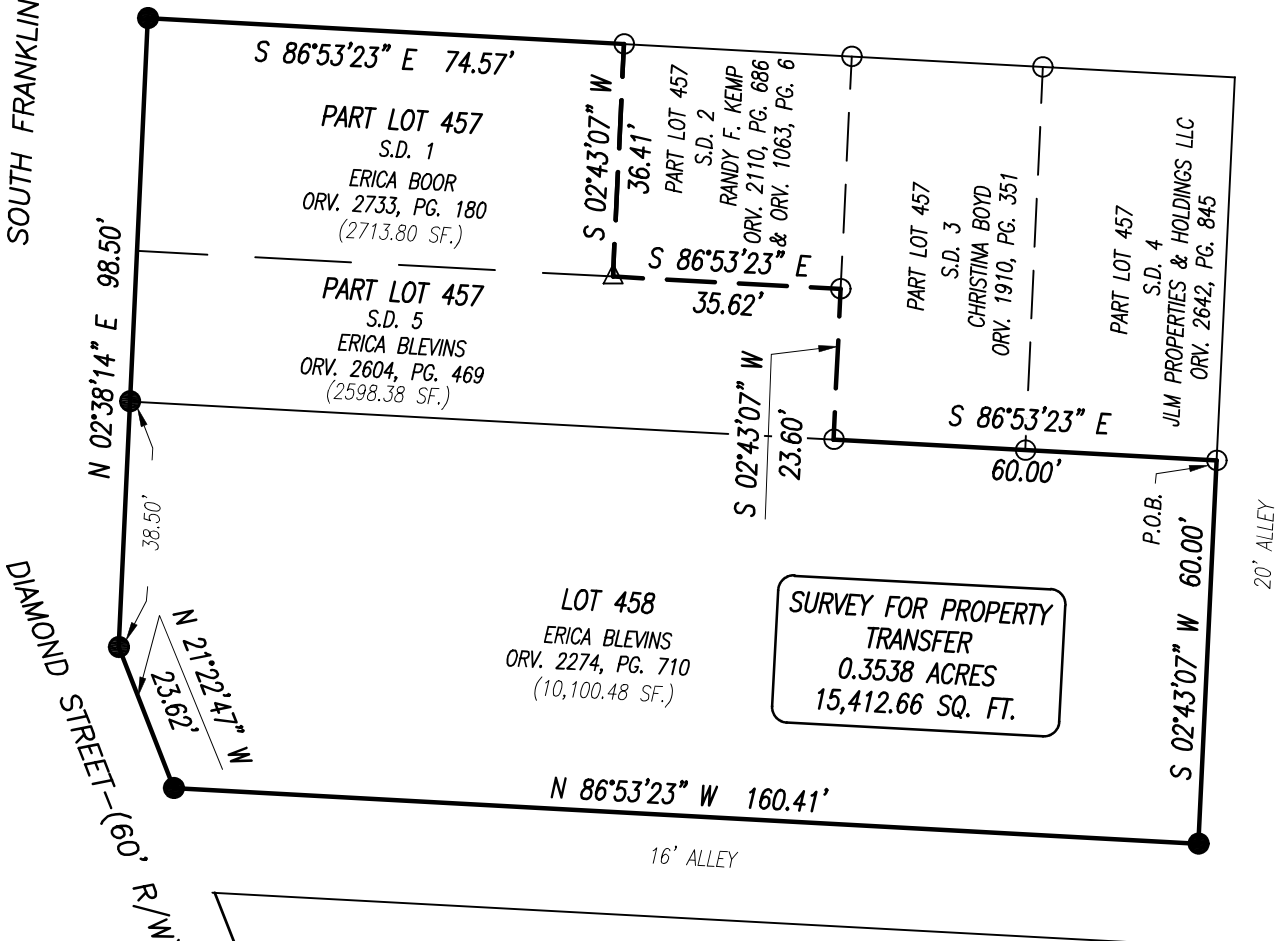 SOUTH FRANKLIN
S 86°53'23" E 74.57'
PART LOT 457
S.D. 1
ERICA BOOR
ORV. 2733, PG. 180
(2713.80 SF.)
S 02°43'07" W
36.41'
PART LOT 457
S.D. 2
RANDY F. KEMP
ORV. 2110, PG. 686
& ORV. 1063, PG. 6
PART LOT 457
S.D. 3
CHRISTINA BOYD
ORV. 1910, PG. 351
PART LOT 457
S.D. 4
JLM PROPERTIES & HOLDINGS LLC
ORV. 2642, PG. 845
S 86°53'23" E
35.62'
N 02°38'14" E 98.50'
PART LOT 457
S.D. 5
ERICA BLEVINS
ORV. 2604, PG. 469
(2598.38 SF.)
S 02°43'07" W
23.60'
S 86°53'23" E
60.00'
P.O.B.
38.50'
S 02°43'07" W 60.00'
20' ALLEY
DIAMOND STREET-(60' R/W)
N 21°22'47" W
23.62'
LOT 458
ERICA BLEVINS
ORV. 2274, PG. 710
(10,100.48 SF.)
SURVEY FOR PROPERTY
TRANSFER
0.3538 ACRES
15,412.66 SQ. FT.
N 86°53'23" W 160.41'
16' ALLEY